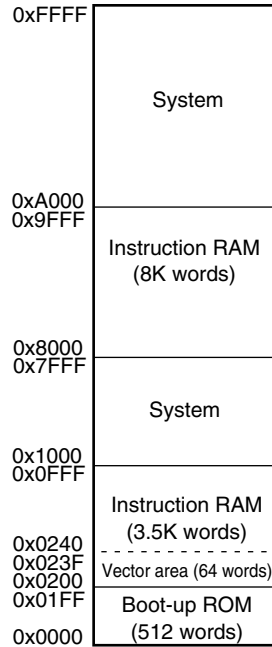 0xFFFF
System
0xA000
0x9FFF
Instruction RAM
(8K words)
0x8000
0x7FFF
System
0x1000
0x0FFF
Instruction RAM
(3.5K words)
0x0240
0x023F
Vector area (64 words)
0x0200
0x01FF
Boot-up ROM
(512 words)
0x0000